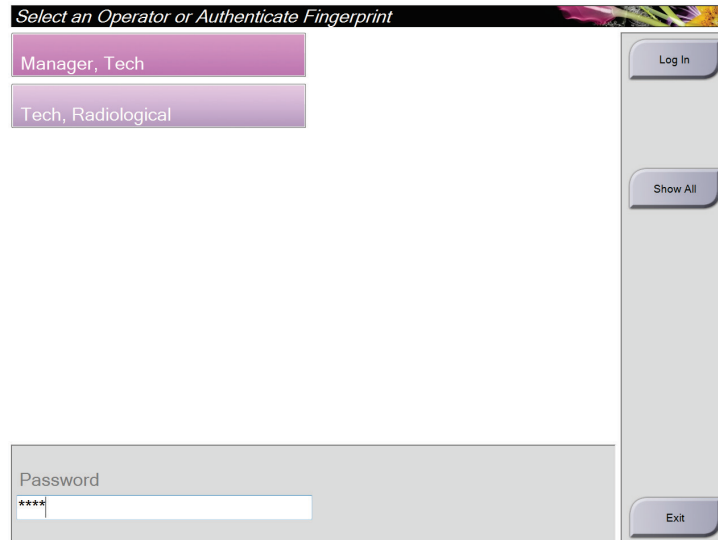 Select an Operator or Authenticate Fingerprint
Manager, Tech
Log In
Tech, Radiological
Show All
Password
****
Exit